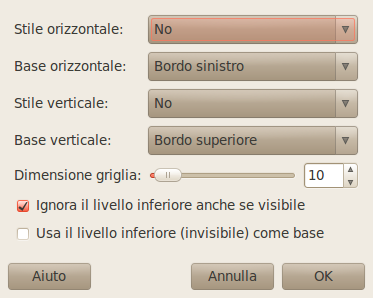 Stile orizzontale: No
Base orizzontale: Bordo sinistro
Stile verticale: No
Base verticale: Bordo superiore
Dimensione griglia: 10
Ignora il livello inferiore anche se visibile
Usa il livello inferiore (invisibile) come base
Aiuto Annulla OK